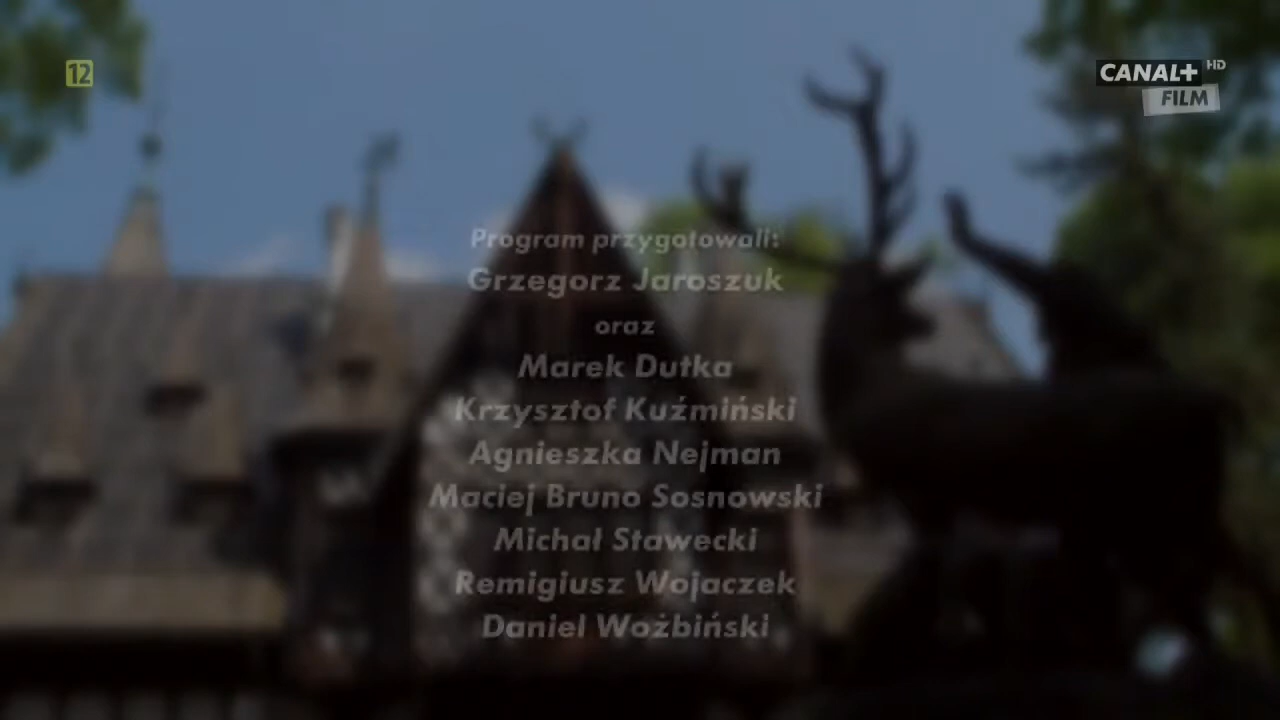 12
CANAL+ HD
FILM
Program przygotowali:
Grzegorz Jaroszuk
oraz
Marek Dutka
Krzysztof Kuźmiński
Agnieszka Nejman
Maciej Bruno Sosnowski
Michał Stawecki
Remigiusz Wojaczek
Daniel Woźbiński